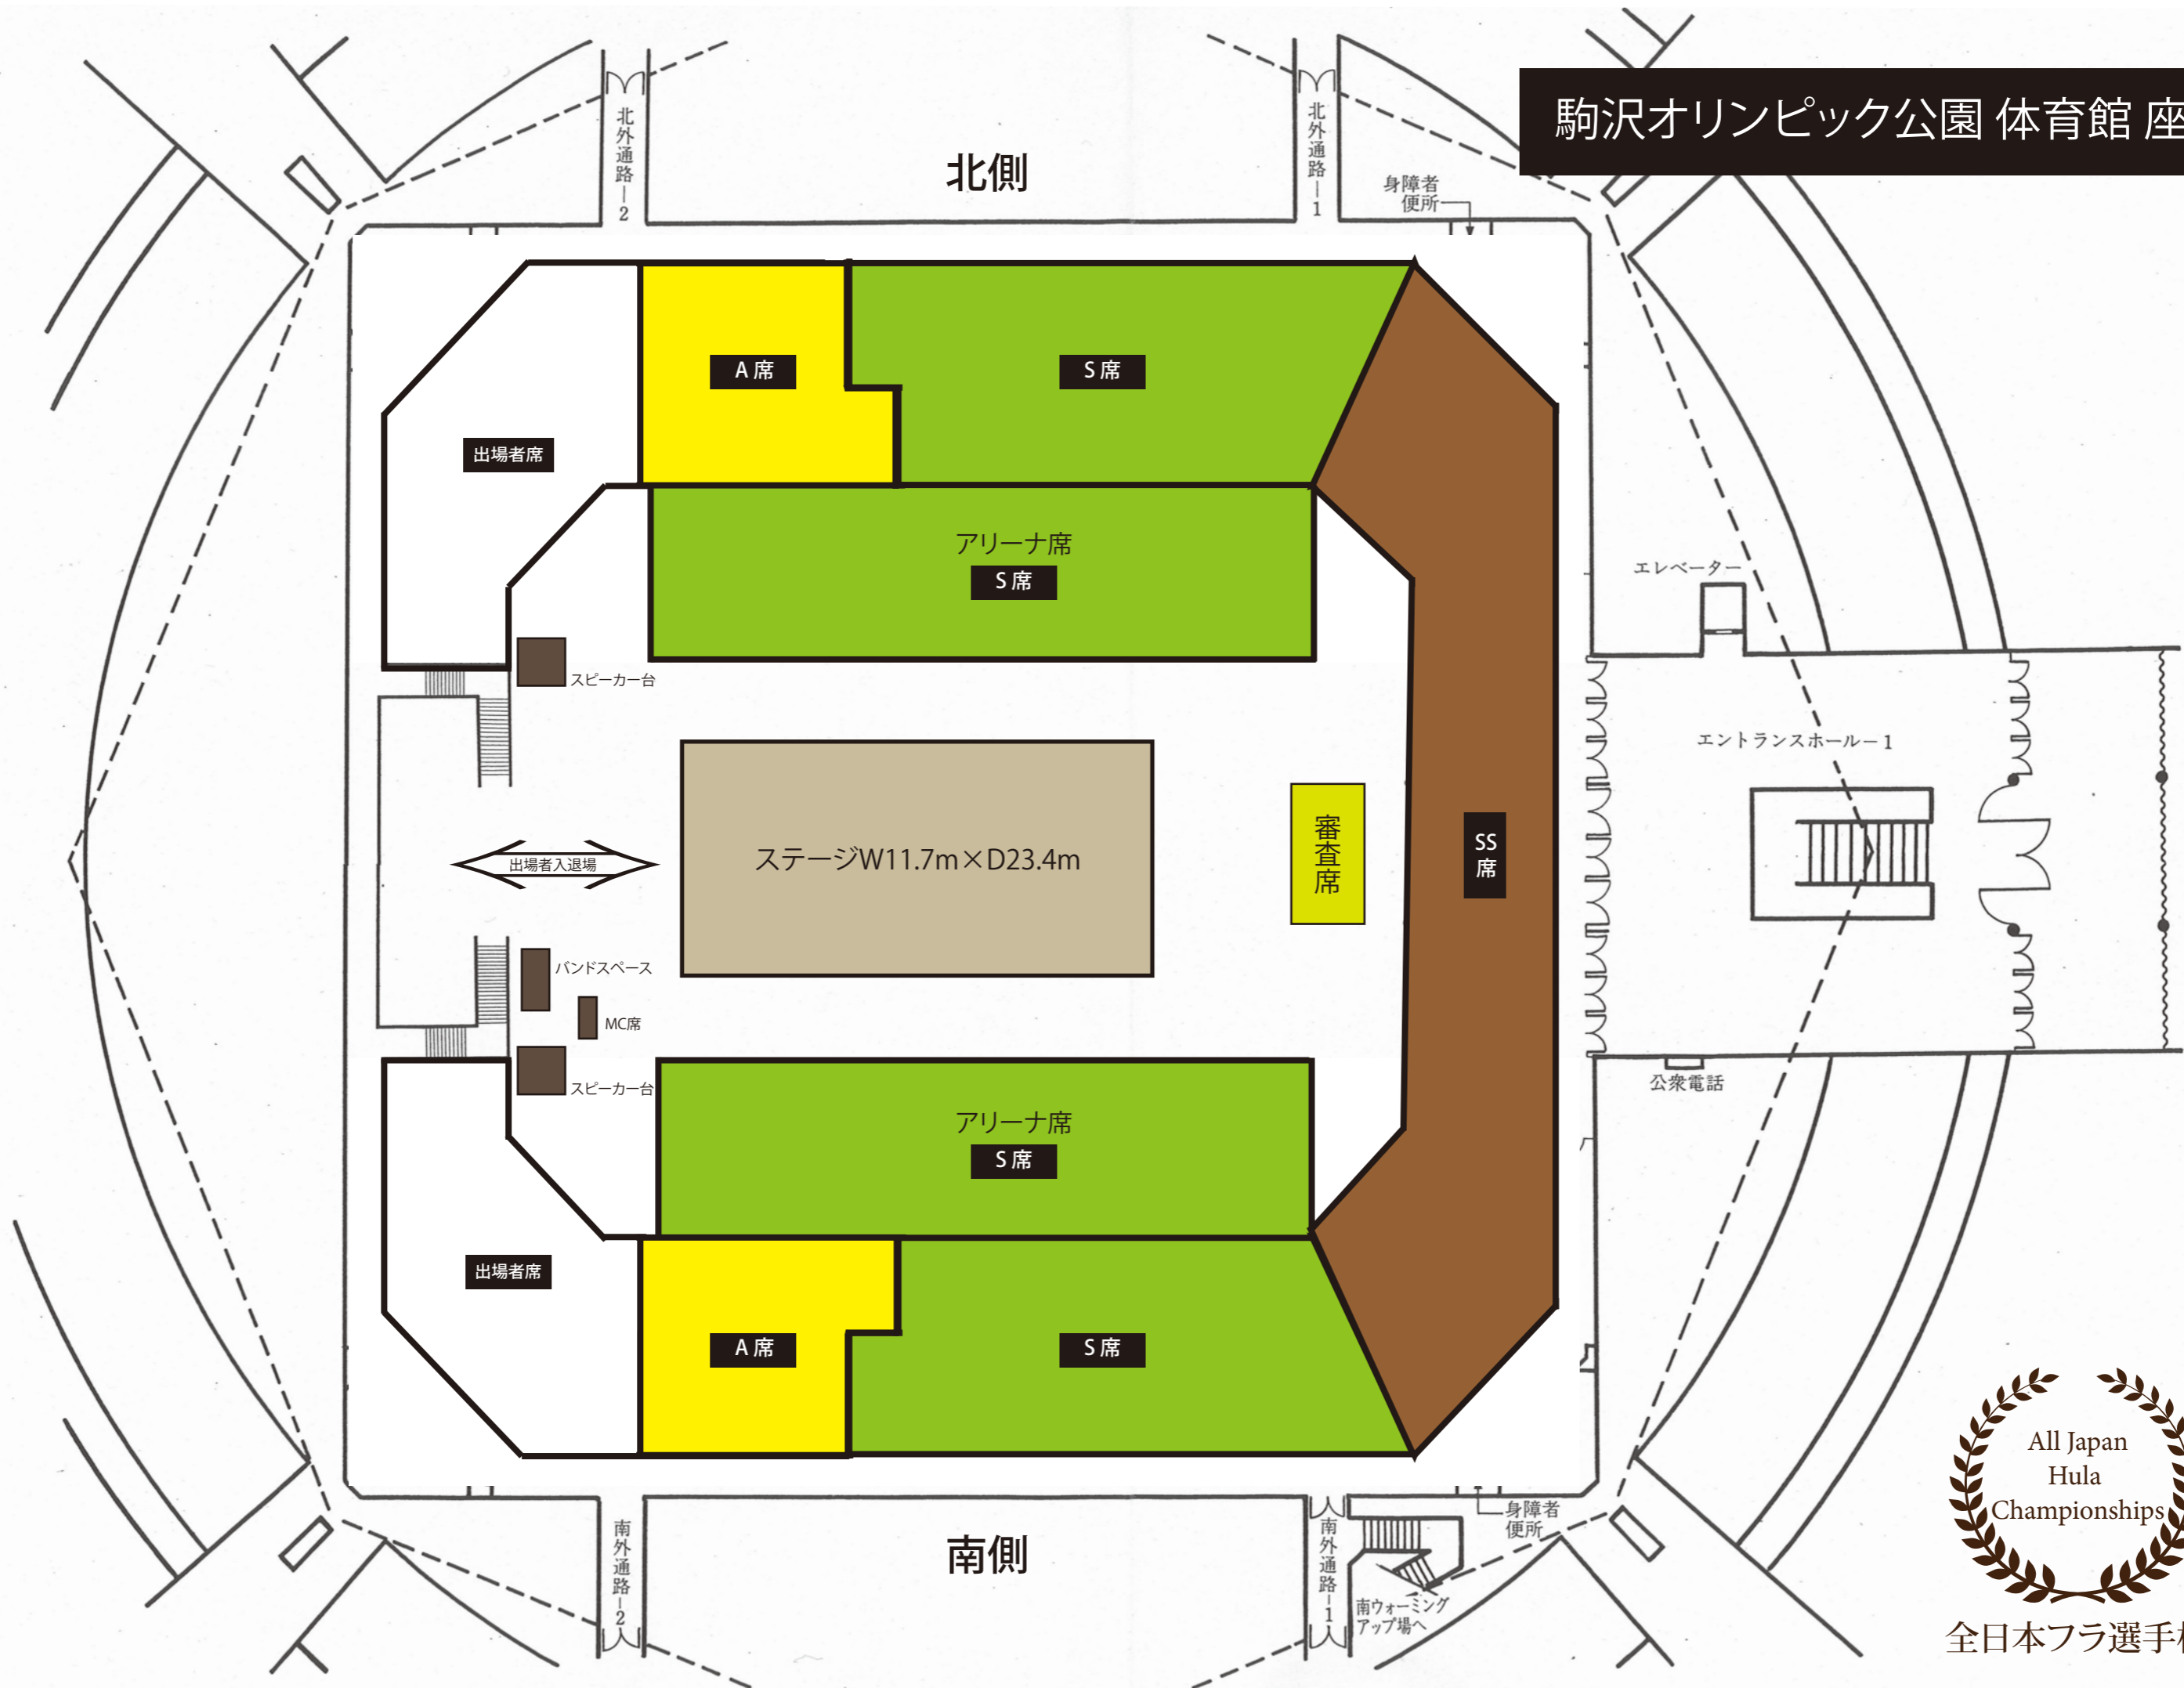 駒沢オリンピック公園 体育館 座
北外通路ー2
北外通路ー1
北側
身障者
便所
A 席
S 席
出場者席
アリーナ席
S 席
エレベーター
スピーカー台
エントランスホールー1
ステージW11.7m×D23.4m
審査席
SS
席
出場者入退場
バンドスペース
MC席
スピーカー台
公衆電話
アリーナ席
S 席
出場者席
A 席
S 席
All Japan
Hula
Championships
身障者
便所
南外通路ー2
南側
南外通路ー1
南ウォーミング
アップ場へ
全日本フラ選手